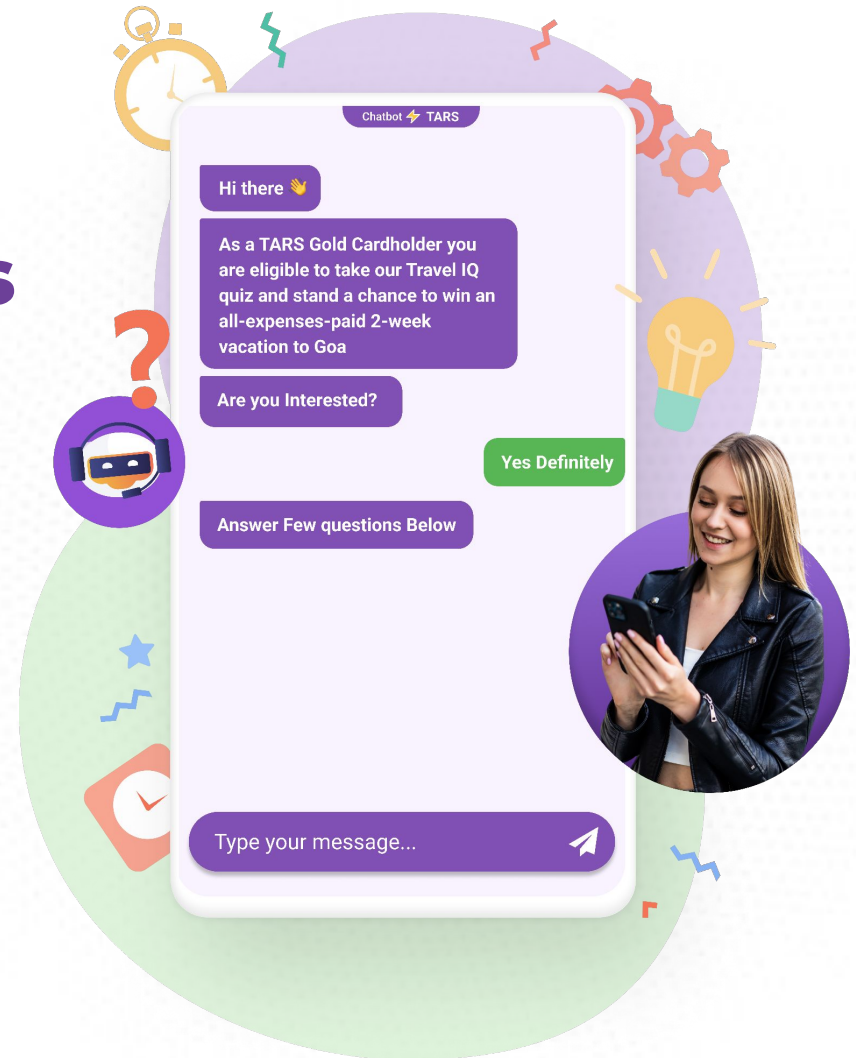 Chatbot ⚡ TARS
Hi there 👋
As a TARS Gold Cardholder you
are eligible to take our Travel IQ
quiz and stand a chance to win an
all-expenses-paid 2-week
vacation to Goa
Are you Interested?
Yes Definitely
Answer Few questions Below
Type your message...
s
?